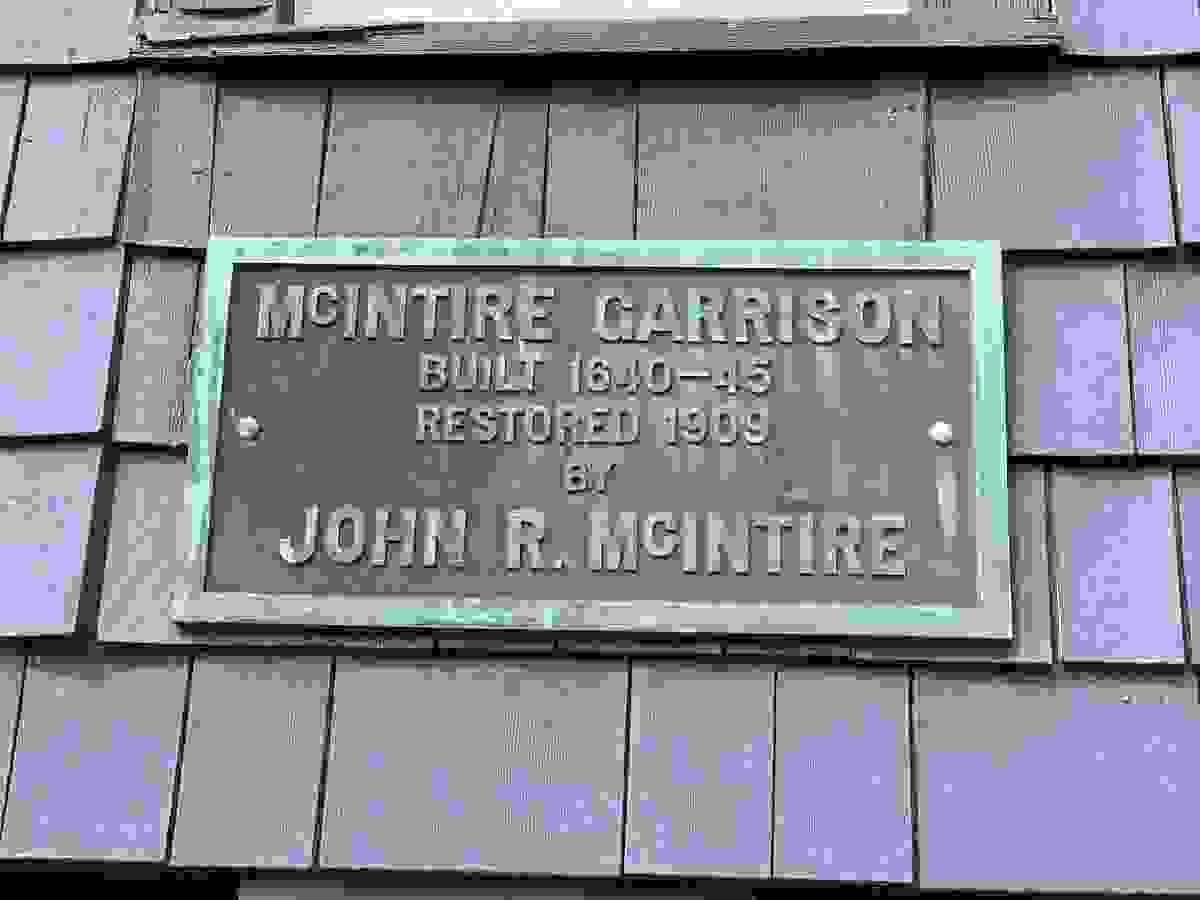 McINTIRE GARRISON
BUILT 1640-45
RESTORED 1909
BY
JOHN R. McINTIRE